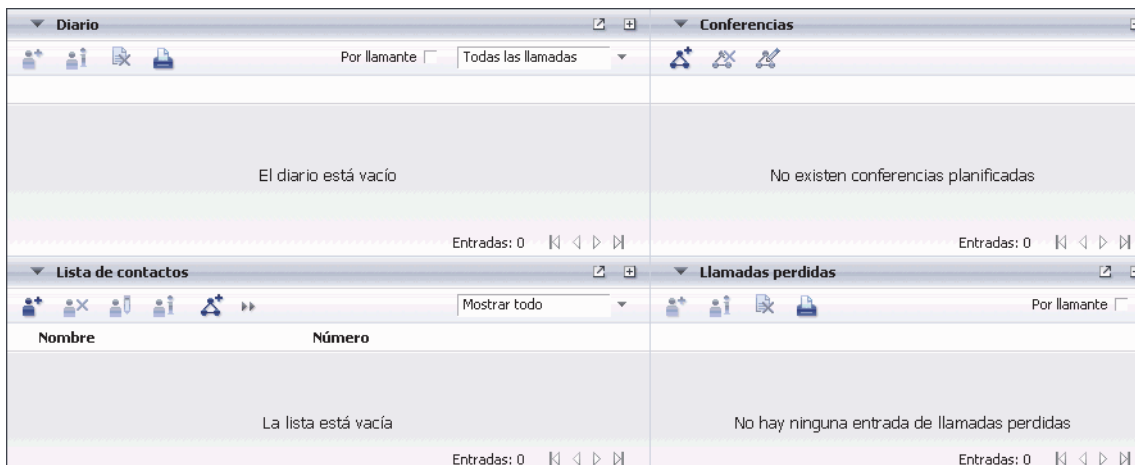 Diario
Por llamante
Todas las llamadas
El diario está vacío
Entradas: 0
Conferencias
No existen conferencias planificadas
Entradas: 0
Lista de contactos
Mostrar todo
Nombre Número
La lista está vacía
Entradas: 0
Llamadas perdidas
Por llamante
No hay ninguna entrada de llamadas perdidas
Entradas: 0